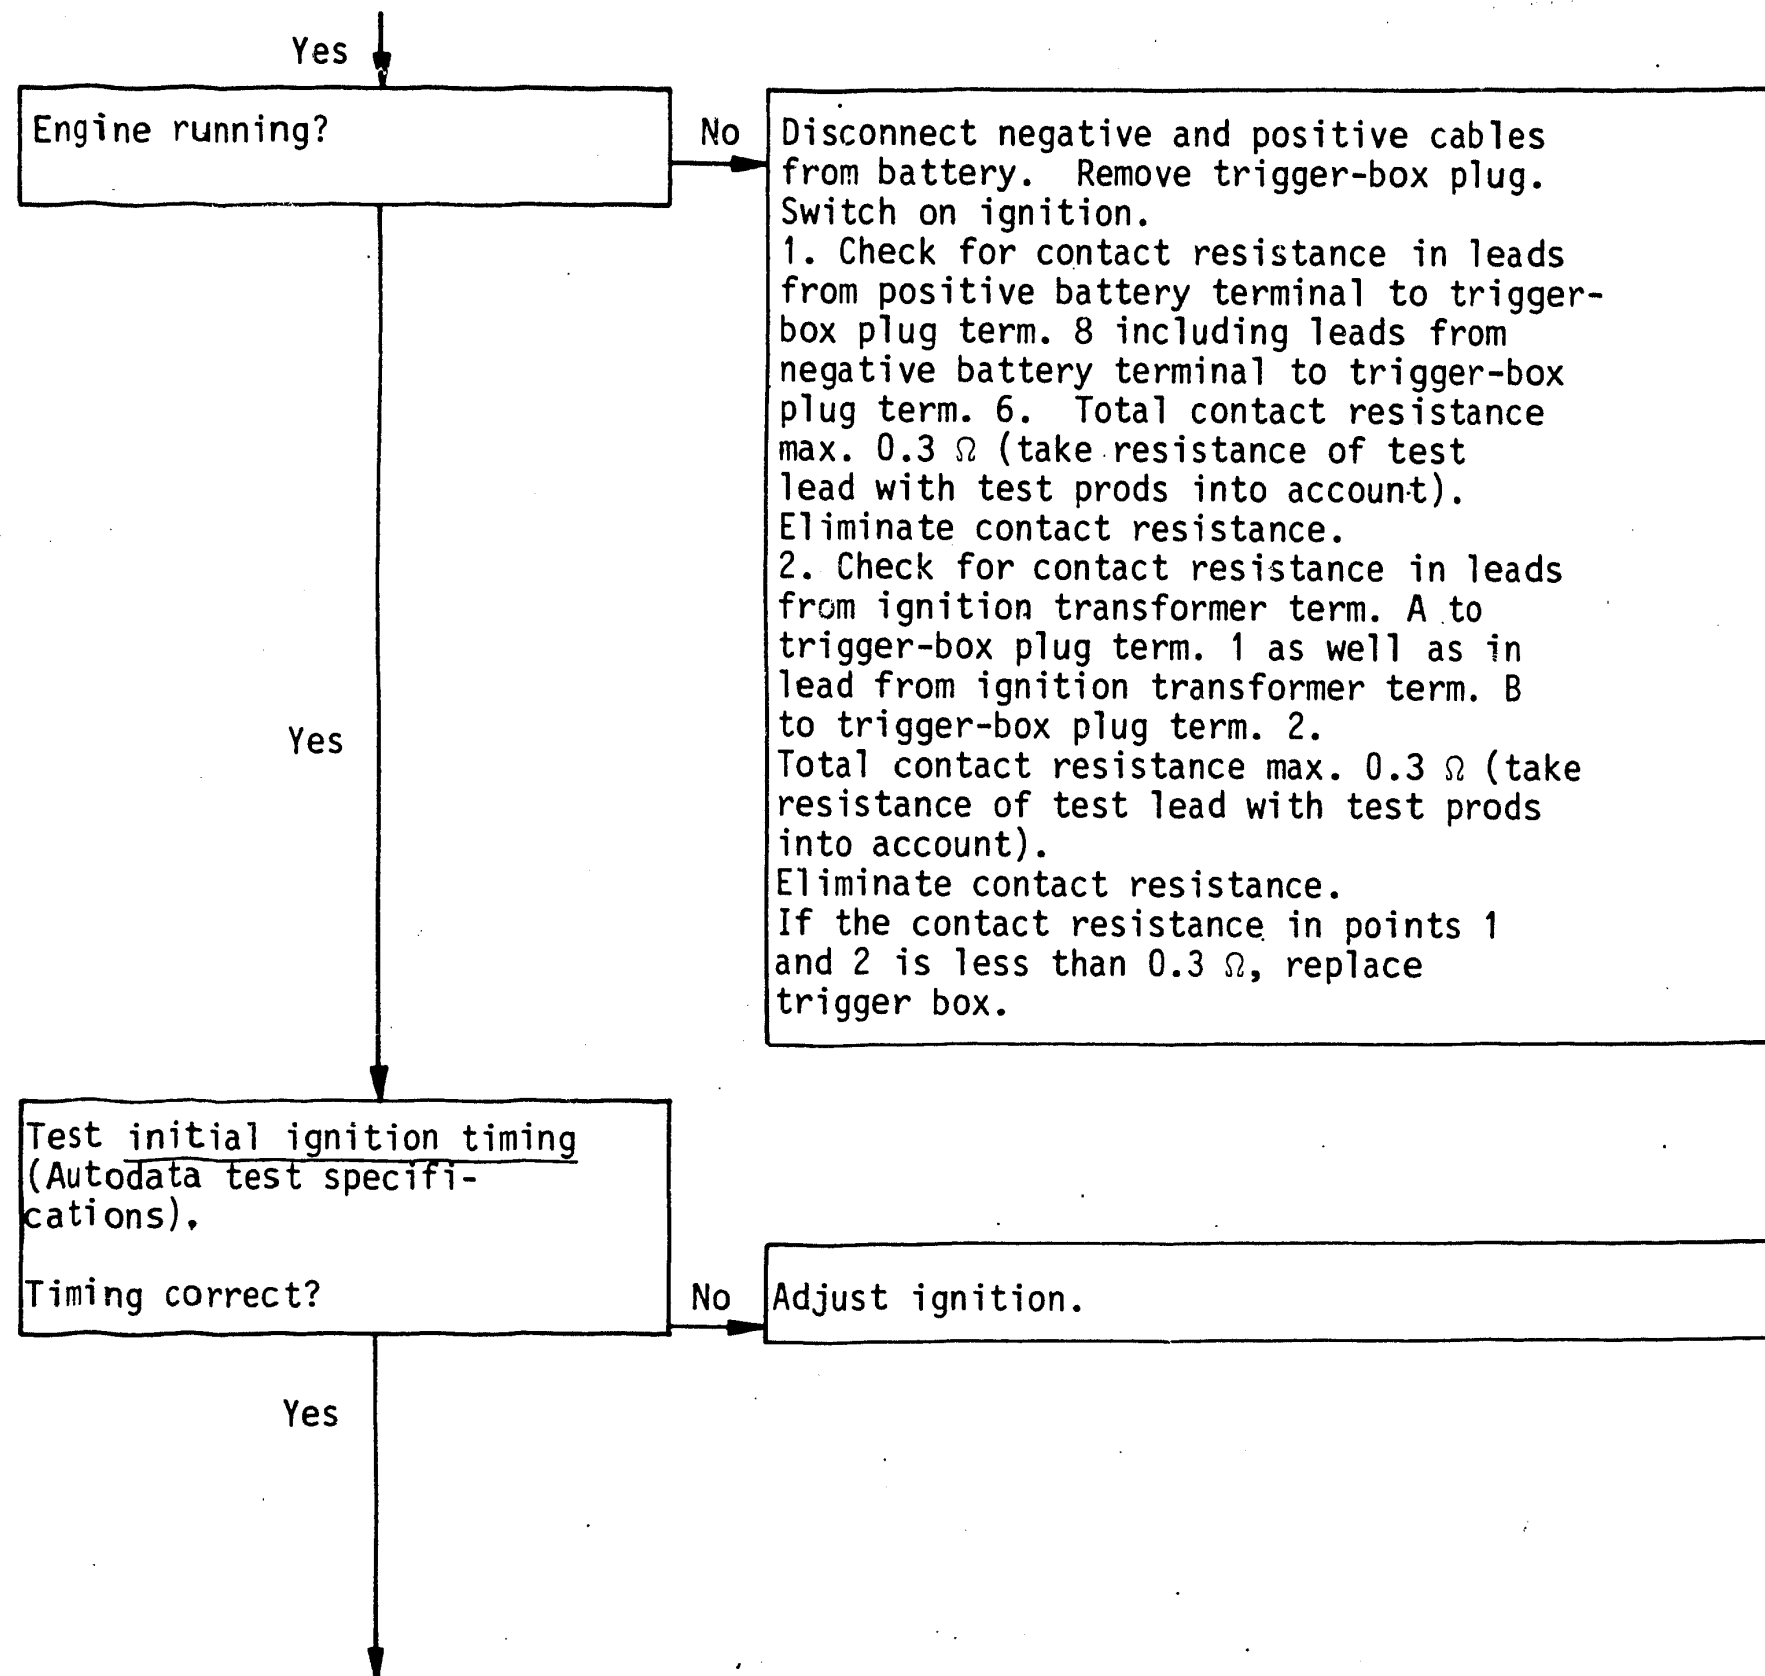 Yes
Engine running?
No
Disconnect negative and positive cables
from battery. Remove trigger-box plug.
Switch on ignition.
1. Check for contact resistance in leads
from positive battery terminal to trigger-
box plug term. 8 including leads from
negative battery terminal to trigger-box
plug term. 6. Total contact resistance
max. 0.3 Ω (take resistance of test
lead with test prods into account).
Eliminate contact resistance.
2. Check for contact resistance in leads
from ignition transformer term. A to
trigger-box plug term. 1 as well as in
lead from ignition transformer term. B
to trigger-box plug term. 2.
Total contact resistance max. 0.3 Ω (take
resistance of test lead with test prods
into account).
Eliminate contact resistance.
If the contact resistance in points 1
and 2 is less than 0.3 Ω, replace
trigger box.
Yes
Test initial ignition timing
(Autodata test specifi-
cations).
Timing correct?
No
Adjust ignition.
Yes